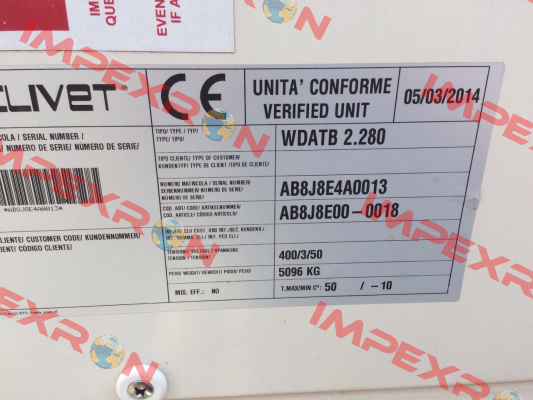 IM
QUE
EVEN
IF A
CLIVET®
CE
UNITA' CONFORME
VERIFIED UNIT
05/03/2014
COLA / SERIAL NUMBER /
/ NUMERO DE SERIE/ NÚMERO DE SERIE/
*AB8J8E4A0013*
LIENTE/ CUSTOMER CODE/ KUNDENNUMMER/
IENT/ CÓDIGO CLIENTE/
TIPO/ TYPE / TYP/
TYPE/ TIPO/
WDATB 2.280
TIPO CLIENTE/ TYPE OF CUSTOMER/
KUNDENTYP/ TYPE DE CLIENT/ TIPO DE CLIENTE/
NUMERO MATRICOLA / SERIAL NUMBER/
SERIENNUMMER/ NUMERO DE SERIE/
NÚMERO DE SERIE/
AB8J8E4A0013
COD. ART/ CODE/ ARTIKELNUMMER/
COD. ARTICLE/ CÓDIGO ARTÍCULO/
AB8J8E00-0018
TENSIONE/ VOLTAGE/ SPANNUNG
TENSION/ TENSIÓN/
400/3/50
PESO/ WEIGHT/ GEWICHT/ POIDS/ PESO/
5096 KG
MIS. EFF.: NO
T.MAX/MIN C°: 50 / -10
IMPEXRON
IMPEXRON
IMPEXRON